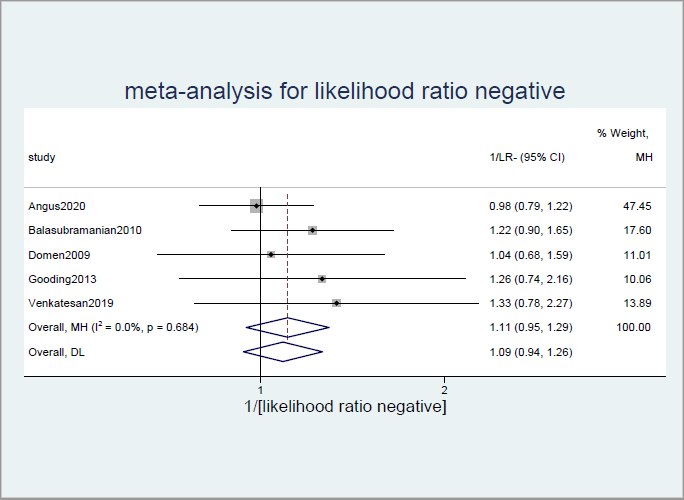 meta-analysis for likelihood ratio negative
% Weight,
study 1/LR- (95% CI) MH
Angus2020 0.98 (0.79, 1.22) 47.45
Balasubramanian2010 1.22 (0.90, 1.65) 17.60
Domen2009 1.04 (0.68, 1.59) 11.01
Gooding2013 1.26 (0.74, 2.16) 10.06
Venkatesan2019 1.33 (0.78, 2.27) 13.89
Overall, MH (I² = 0.0%, p = 0.684) 1.11 (0.95, 1.29) 100.00
Overall, DL 1.09 (0.94, 1.26)
1 2
1/[likelihood ratio negative]